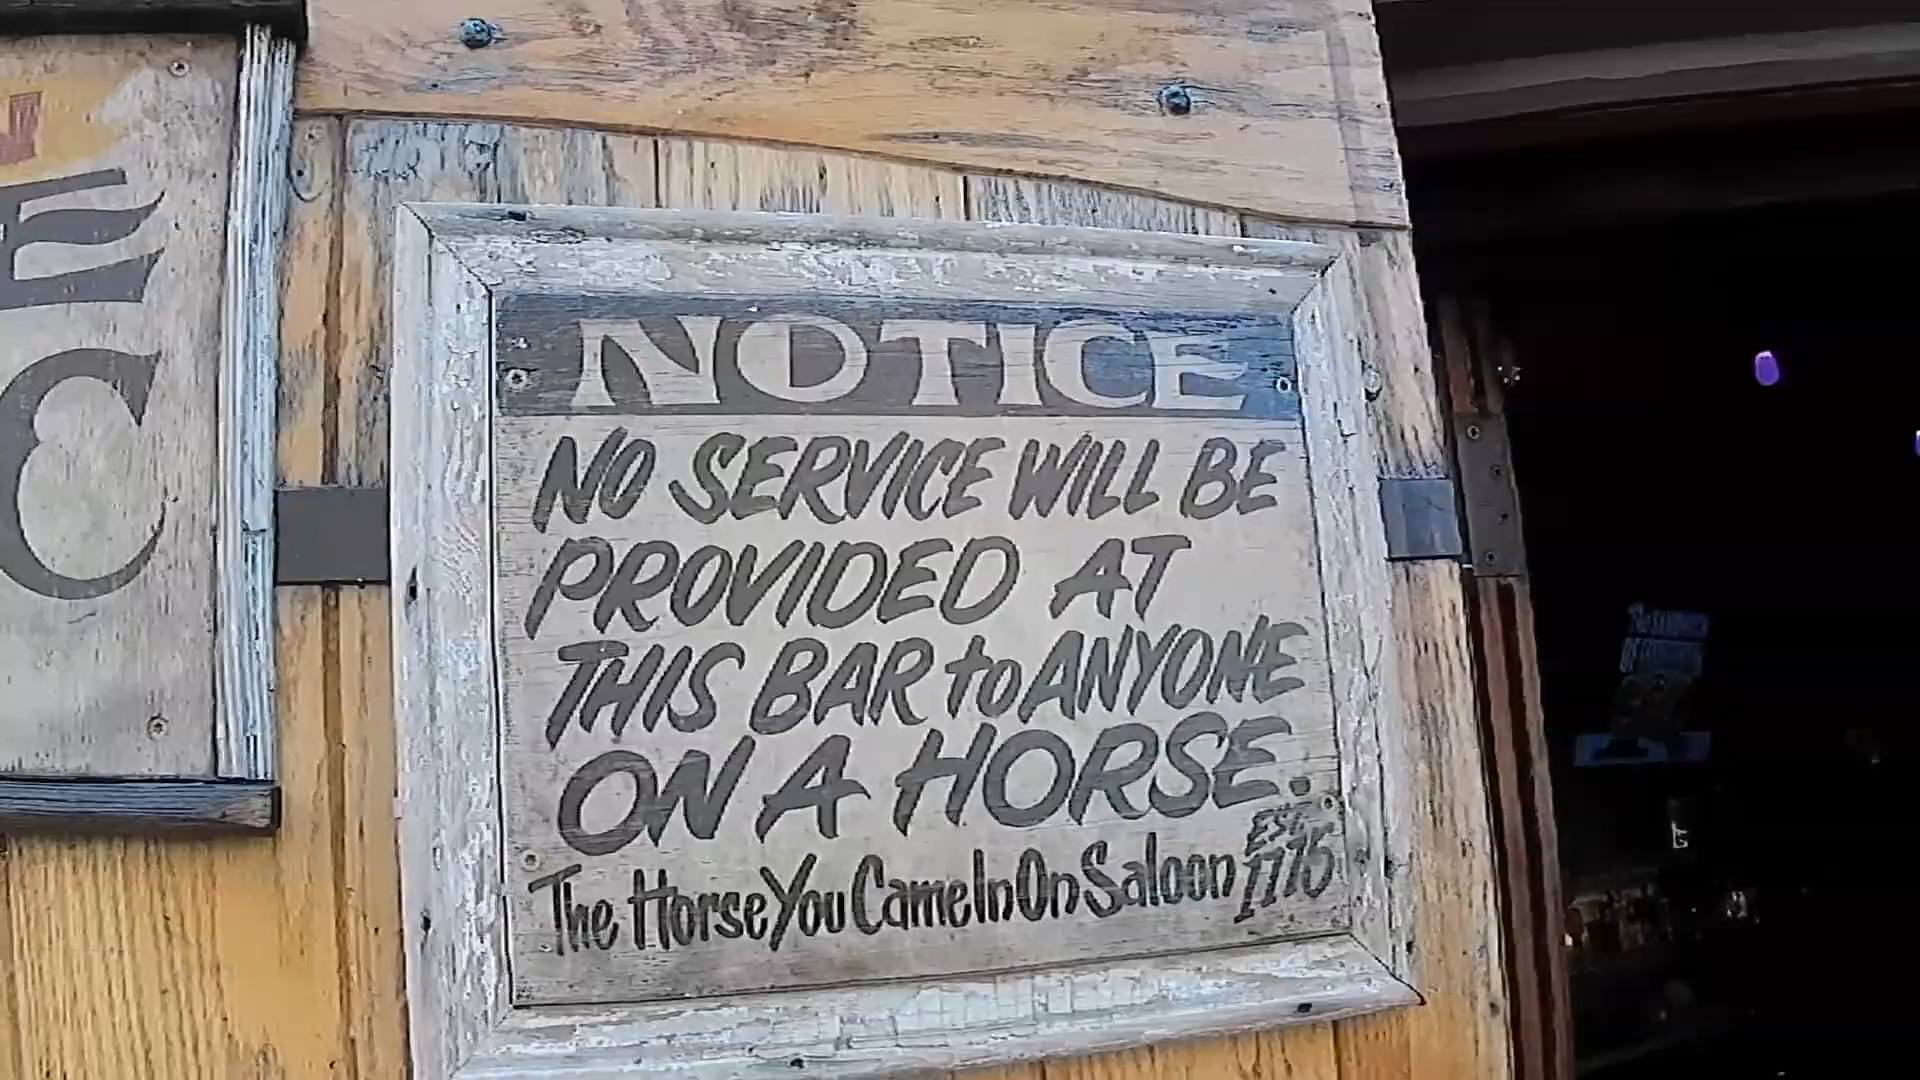 NOTICE
NO SERVICE WILL BE
PROVIDED AT
THIS BAR to ANYONE
ON A HORSE.
The Horse You Came In On Saloon EST. 1775